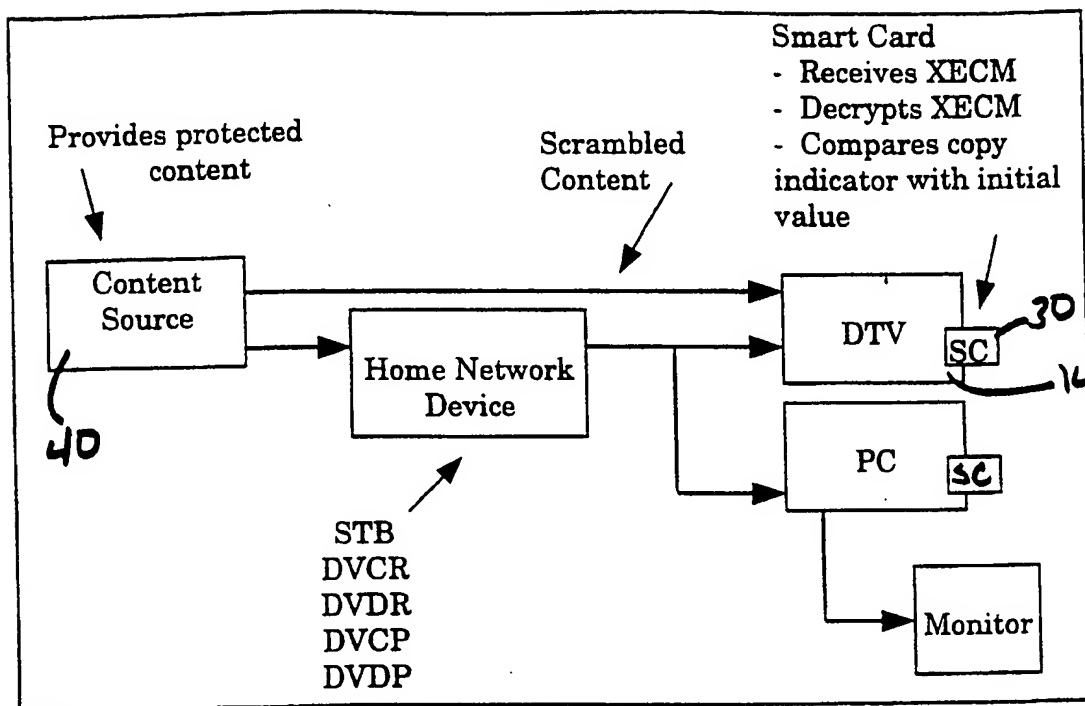 Smart Card
- Receives XECM
- Decrypts XECM
- Compares copy
indicator with initial
value
Provides protected
content
Scrambled
Content
Content
Source
40
Home Network
Device
DTV
SC
30
14
PC
SC
STB
DVCR
DVDR
DVCP
DVDP
Monitor